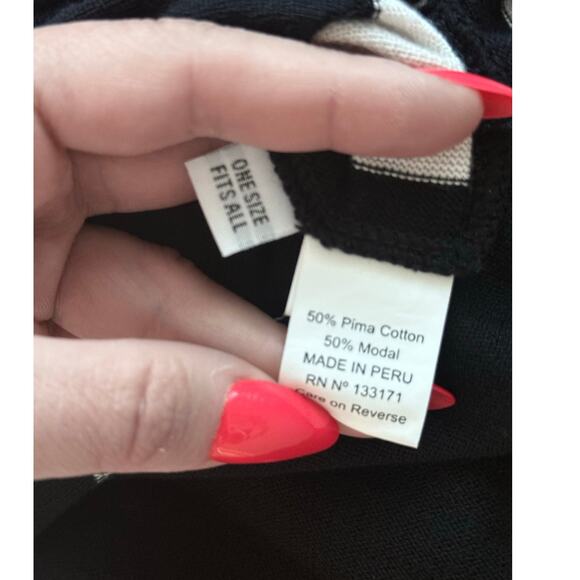 ONE SIZE
FITS ALL
50% Pima Cotton
50% Modal
MADE IN PERU
RN Nº 133171
Care on Reverse